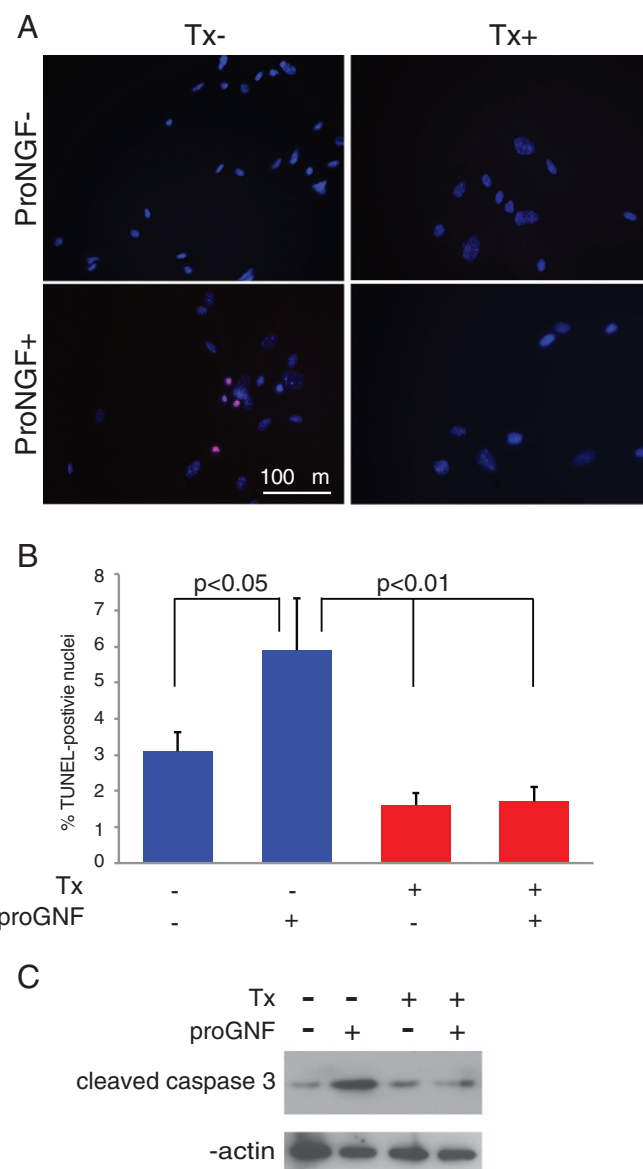 A
Tx- Tx+
ProNGF-
ProNGF+
100 m
B
8
7
6
5
4
3
2
1
0
% TUNEL-postivie nuclei
p<0.05 p<0.01
Tx - - + +
proGNF - + - +
C
Tx - - + +
proGNF - + - +
cleaved caspase 3
-actin